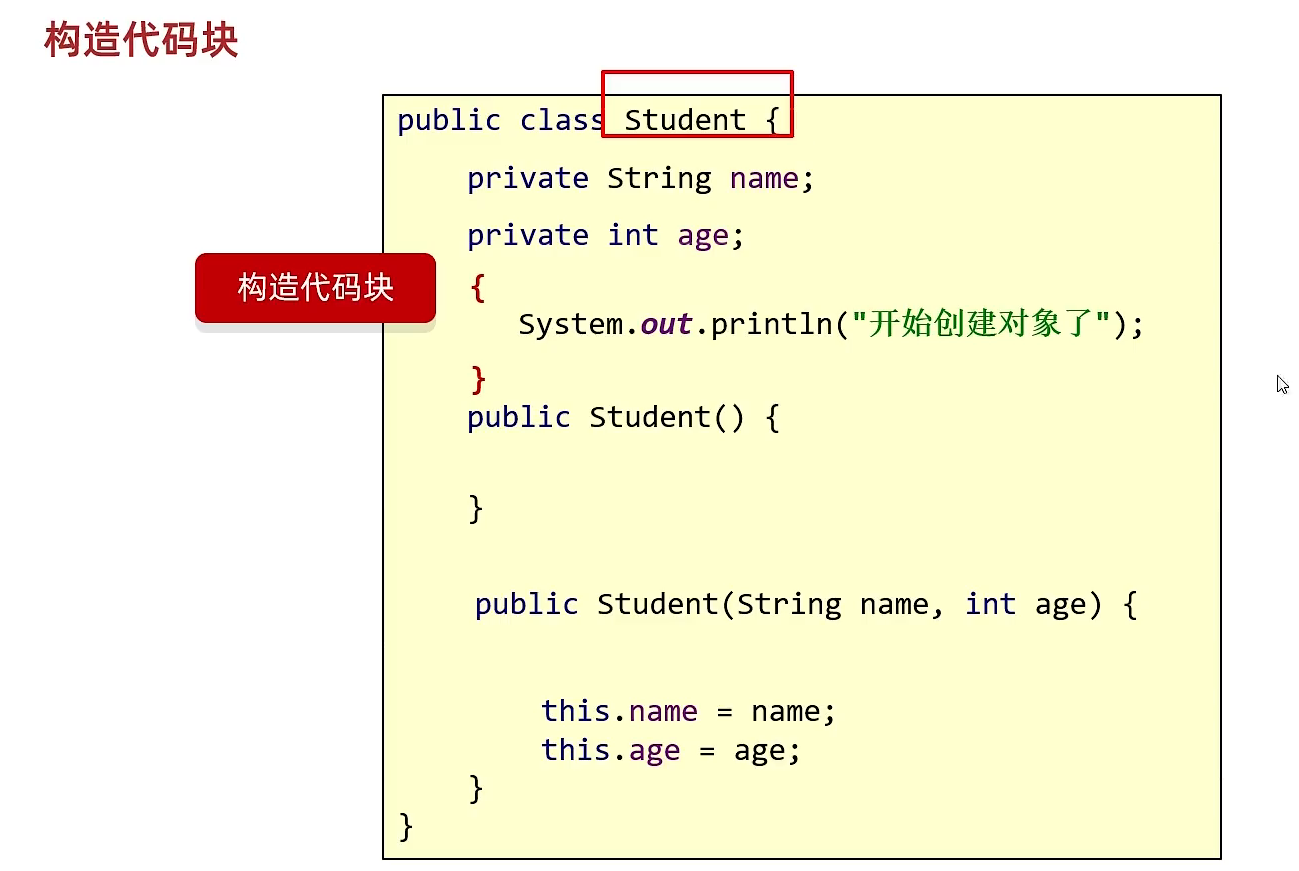 构造代码块
public class Student {
private String name;
private int age;
构造代码块
{
System.out.println("开始创建对象了");
}
public Student() {
}
public Student(String name, int age) {
this.name = name;
this.age = age;
}
}